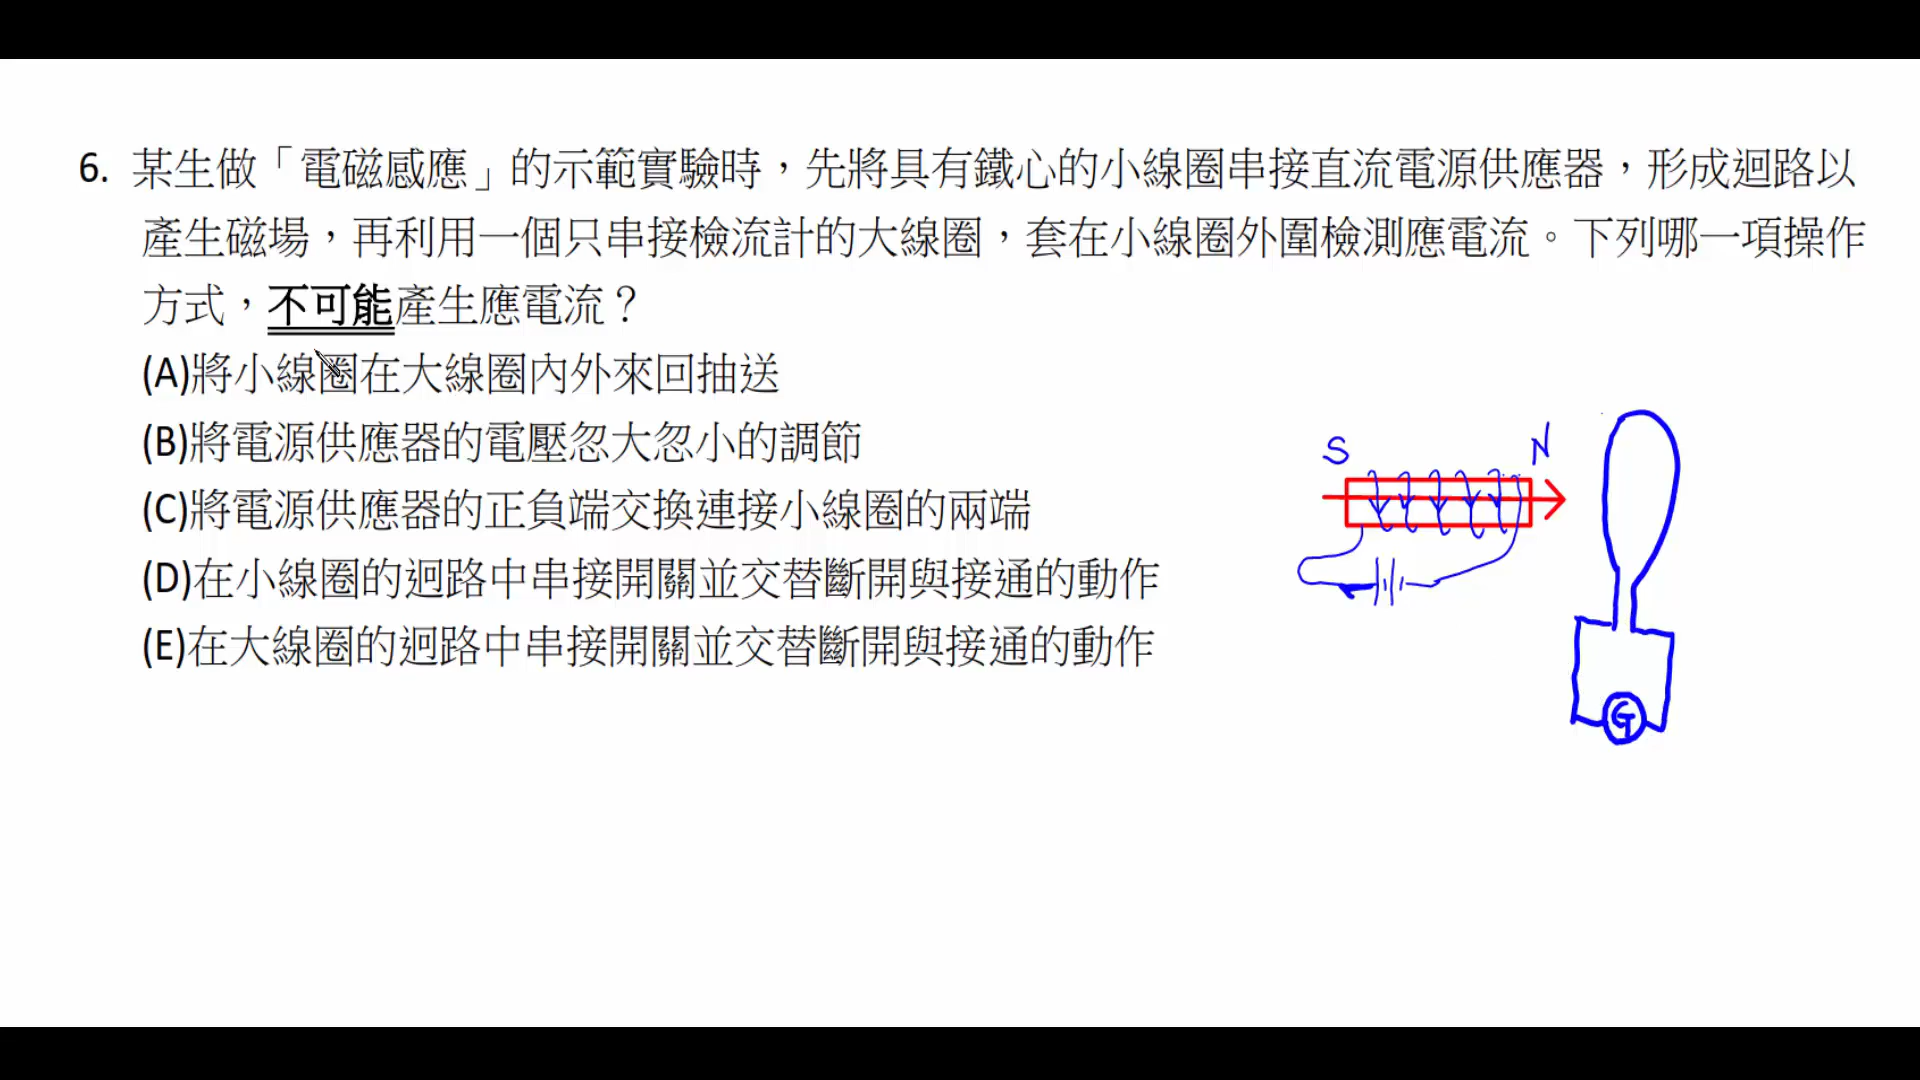 6. 某生做「電磁感應」的示範實驗時，先將具有鐵心的小線圈串接直流電源供應器，形成迴路以
產生磁場，再利用一個只串接檢流計的大線圈，套在小線圈外圍檢測應電流。下列哪一項操作
方式，不可能產生應電流？
(A)將小線圈在大線圈內外來回抽送
(B)將電源供應器的電壓忽大忽小的調節
(C)將電源供應器的正負端交換連接小線圈的兩端
(D)在小線圈的迴路中串接開關並交替斷開與接通的動作
(E)在大線圈的迴路中串接開關並交替斷開與接通的動作
S N
G